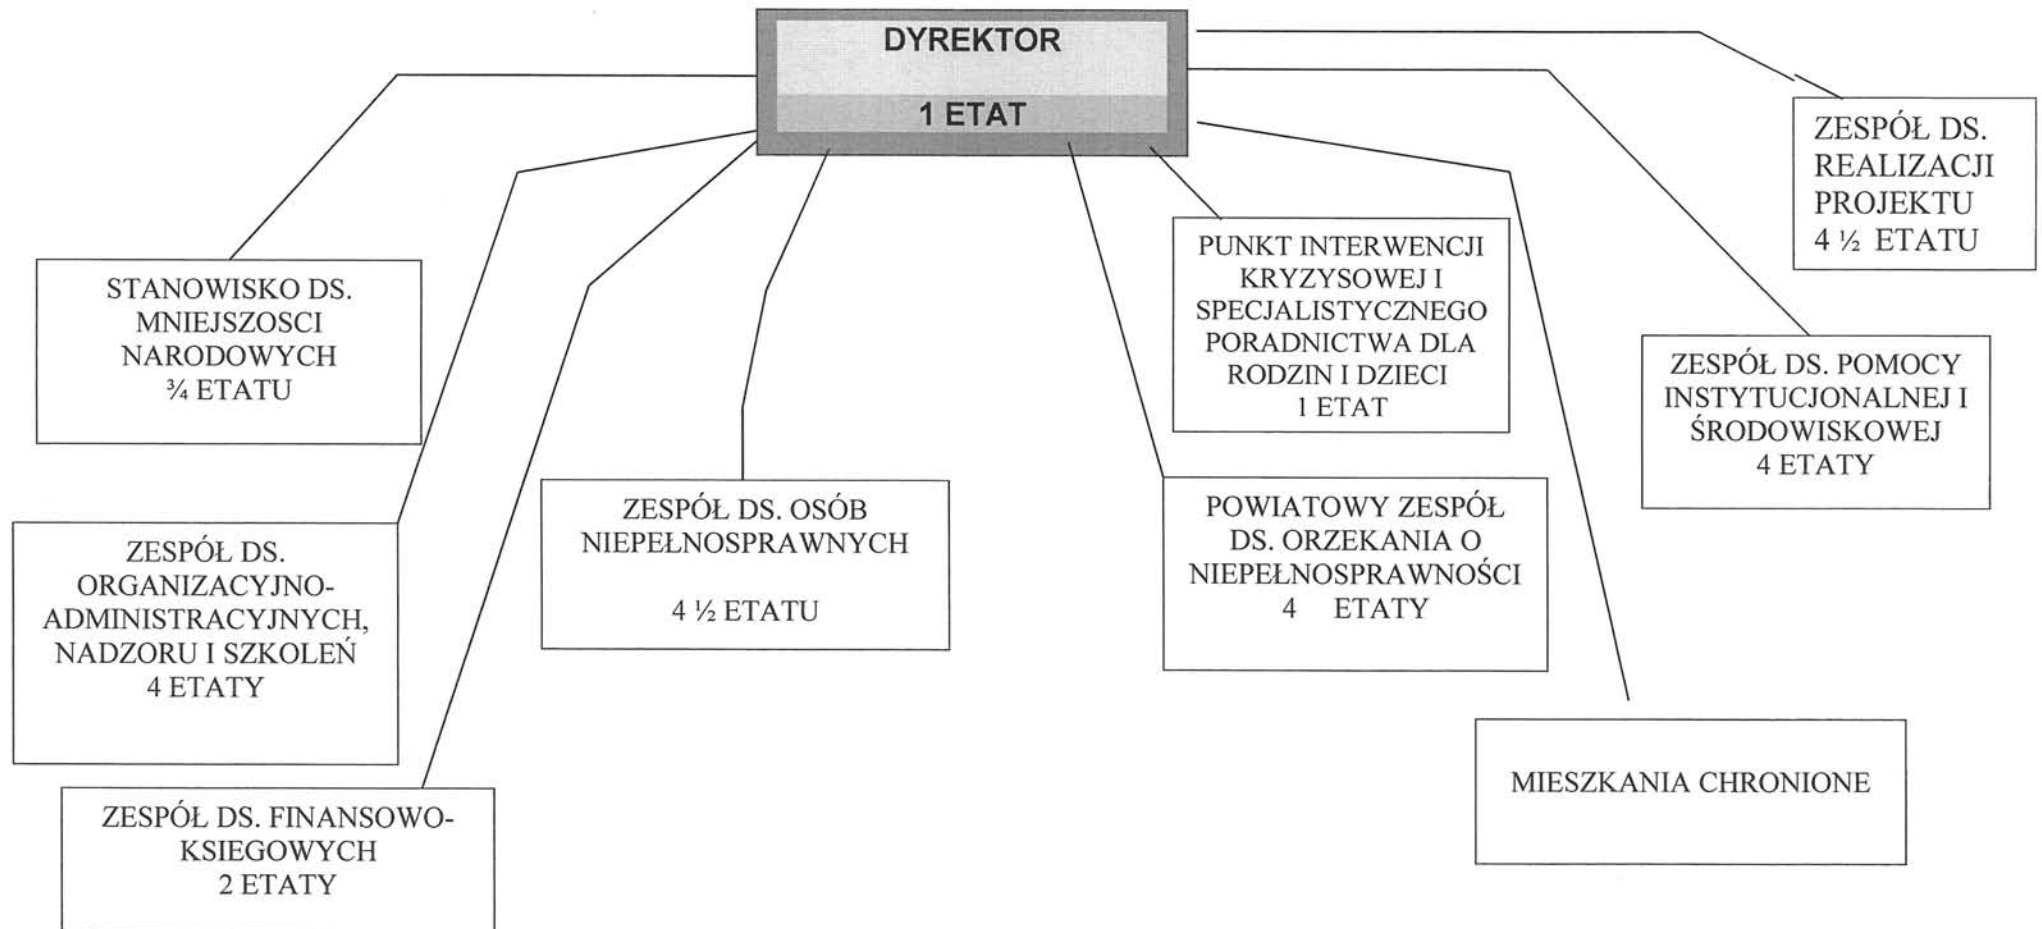 DYREKTOR
1 ETAT
ZESPÓŁ DS.
REALIZACJI
PROJEKTU
4 ½ ETATU
PUNKT INTERWENCJI
KRYZYSOWEJ I
SPECJALISTYCZNEGO
PORADNICTWA DLA
RODZIN I DZIECI
1 ETAT
STANOWISKO DS.
MNIEJSZOSCI
NARODOWYCH
¾ ETATU
ZESPÓŁ DS. POMOCY
INSTYTUCJONALNEJ I
ŚRODOWISKOWEJ
4 ETATY
ZESPÓŁ DS. OSÓB
NIEPEŁNOSPRAWNYCH
4 ½ ETATU
POWIATOWY ZESPÓŁ
DS. ORZEKANIA O
NIEPEŁNOSPRAWNOŚCI
4 ETATY
ZESPÓŁ DS.
ORGANIZACYJNO-
ADMINISTRACYJNYCH,
NADZORU I SZKOLEŃ
4 ETATY
MIESZKANIA CHRONIONE
ZESPÓŁ DS. FINANSOWO-
KSIEGOWYCH
2 ETATY